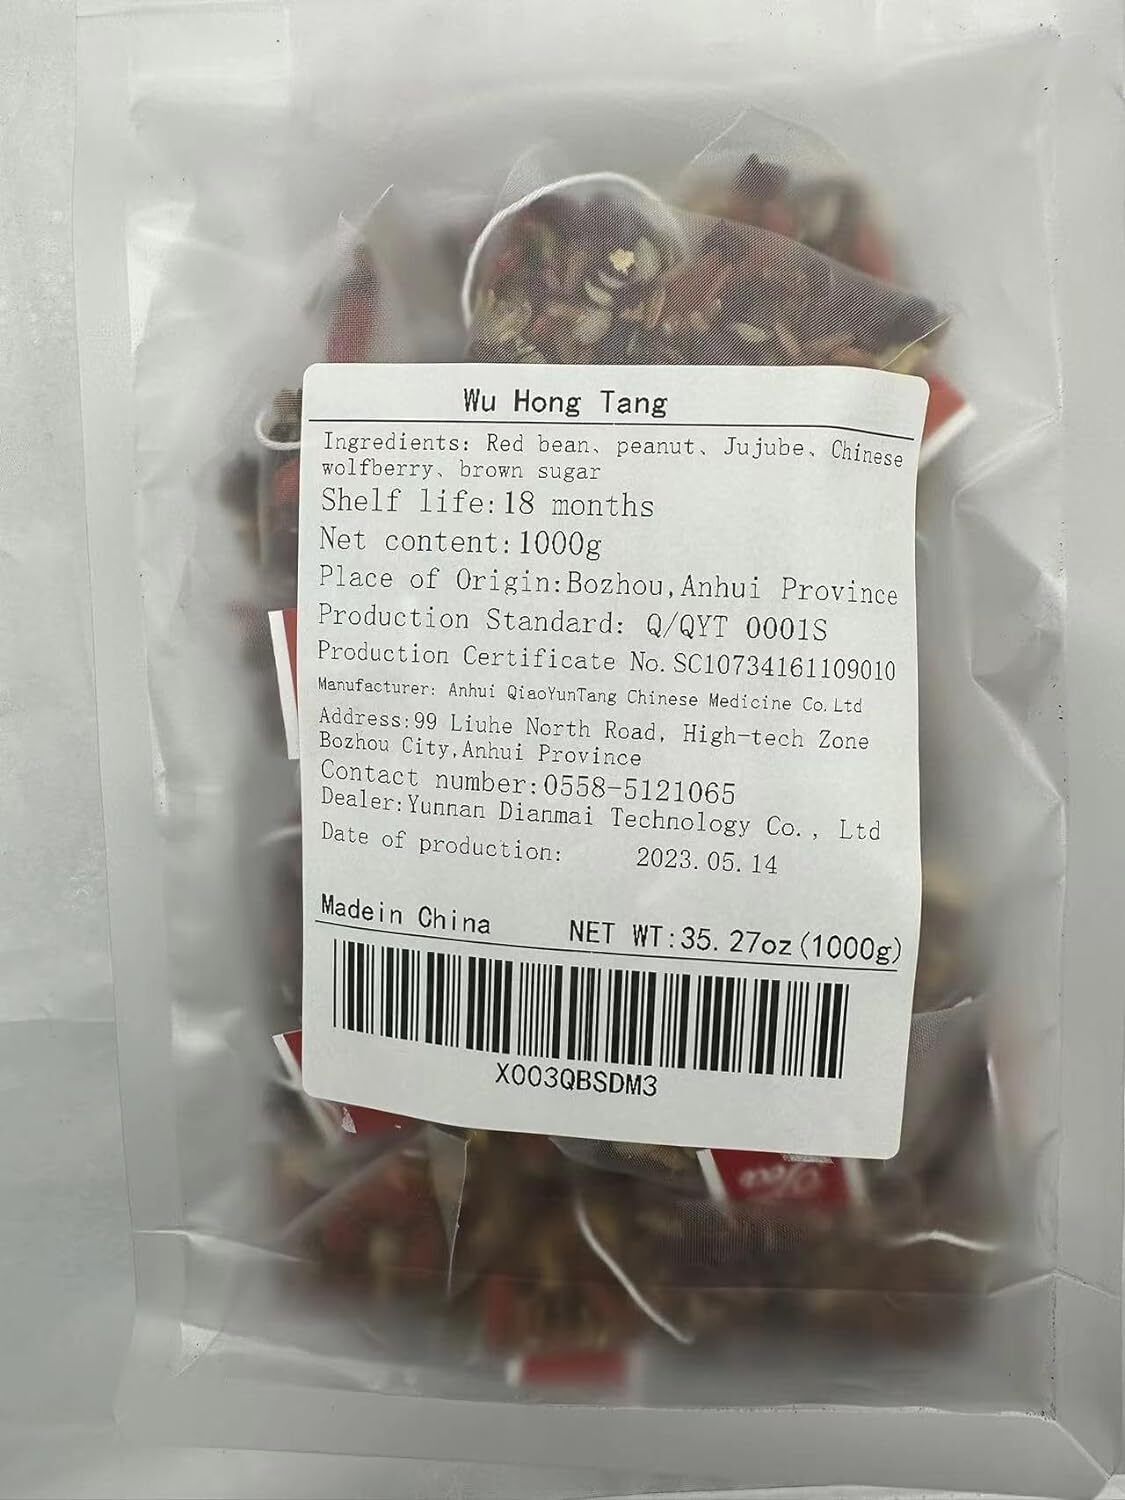 Wu Hong Tang
Ingredients: Red bean、peanut、Jujube、Chinese
wolfberry、brown sugar
Shelf life:18 months
Net content:1000g
Place of Origin:Bozhou,Anhui Province
Production Standard: Q/QYT 0001S
Production Certificate No.SC10734161109010
Manufacturer: Anhui QiaoYunTang Chinese Medicine Co.Ltd
Address:99 Liuhe North Road, High-tech Zone
Bozhou City,Anhui Province
Contact number:0558-5121065
Dealer:Yunnan Dianmai Technology Co., Ltd
Date of production: 2023.05.14
Madein China NET WT:35.27oz(1000g)
X003QBSDM3